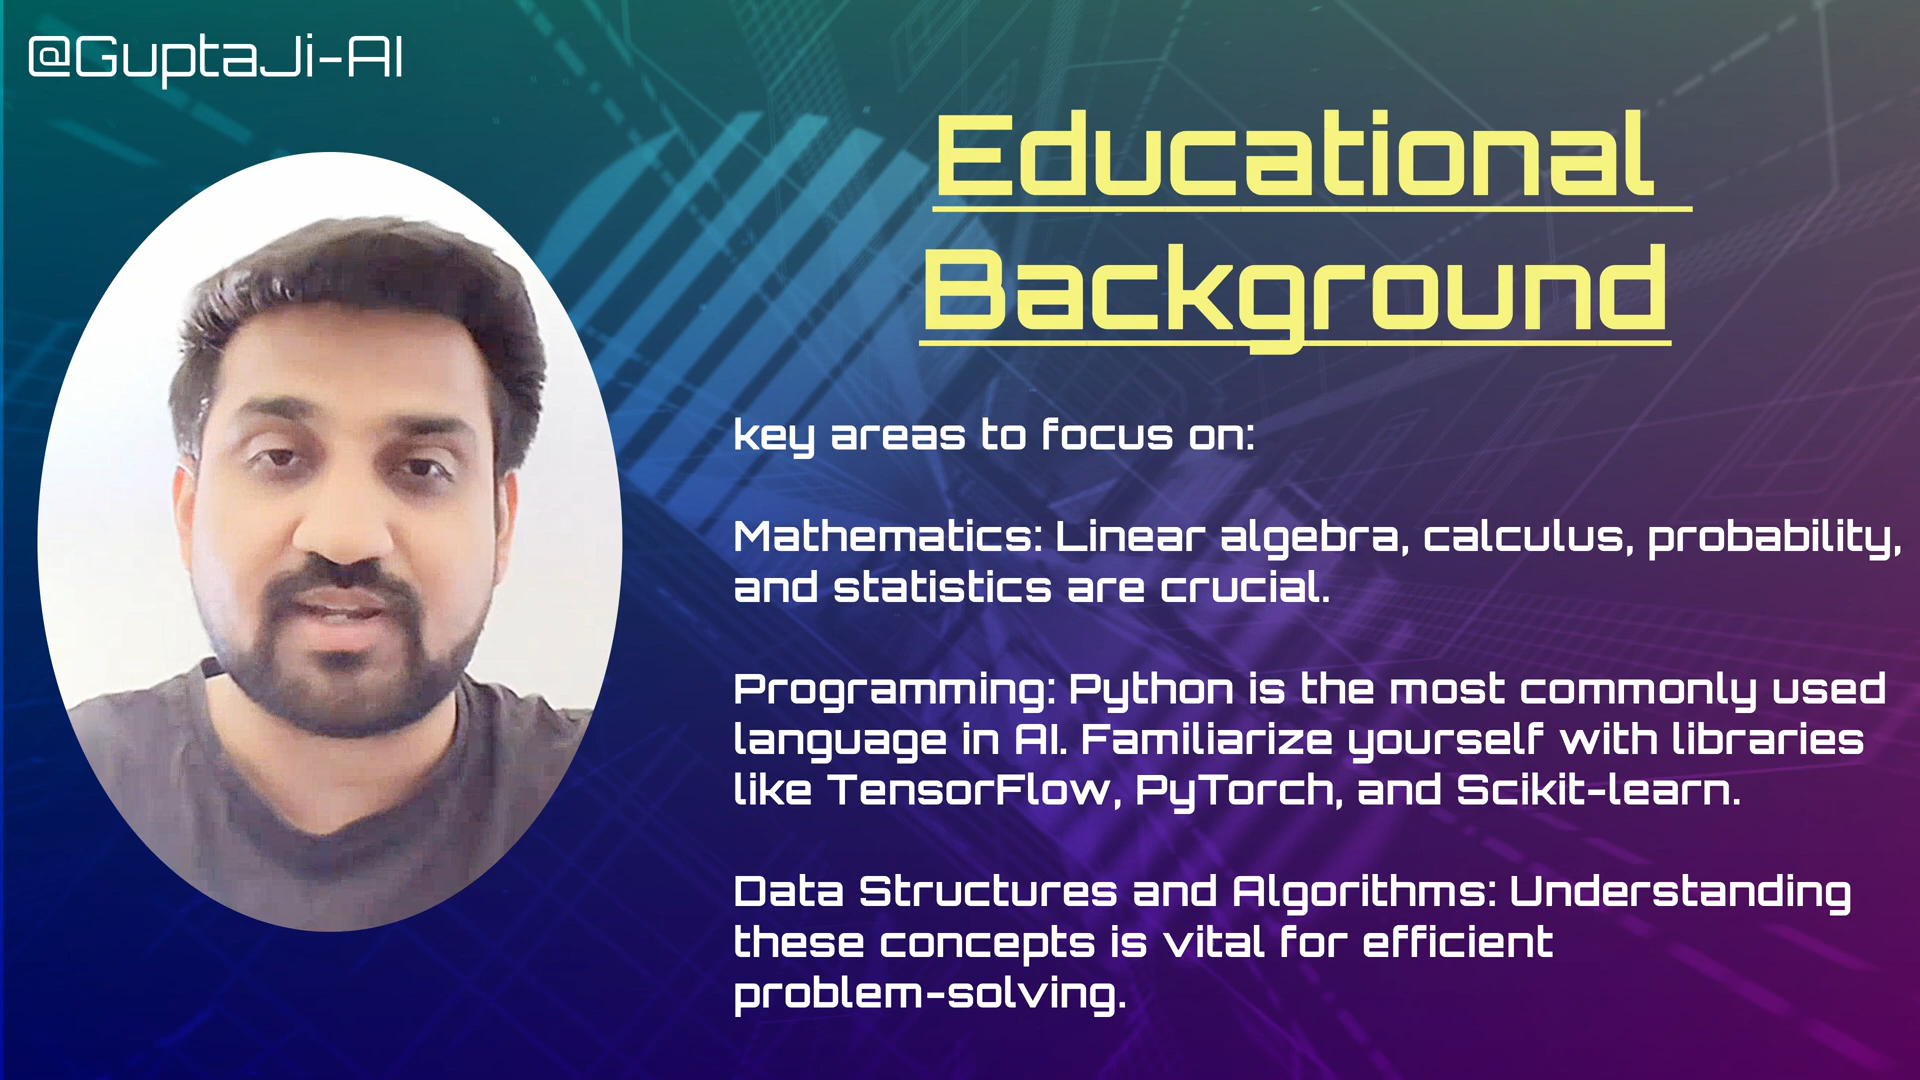 @GuptaJi-AI
Educational
Background
key areas to focus on:
Mathematics: Linear algebra, calculus, probability,
and statistics are crucial.
Programming: Python is the most commonly used
language in AI. Familiarize yourself with libraries
like TensorFlow, PyTorch, and Scikit-learn.
Data Structures and Algorithms: Understanding
these concepts is vital for efficient
problem-solving.